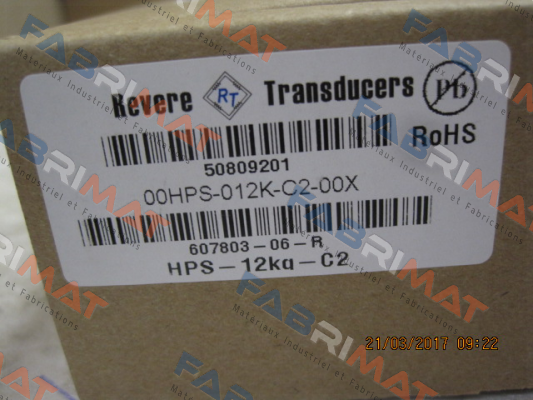 Revere RT Transducers
Pb
RoHS
50809201
00HPS-012K-C2-00X
607803-06-R
HPS-12kg-C2
21/03/2017 09:22
FABRIMAT
Matériaux Industriel et Fabrications